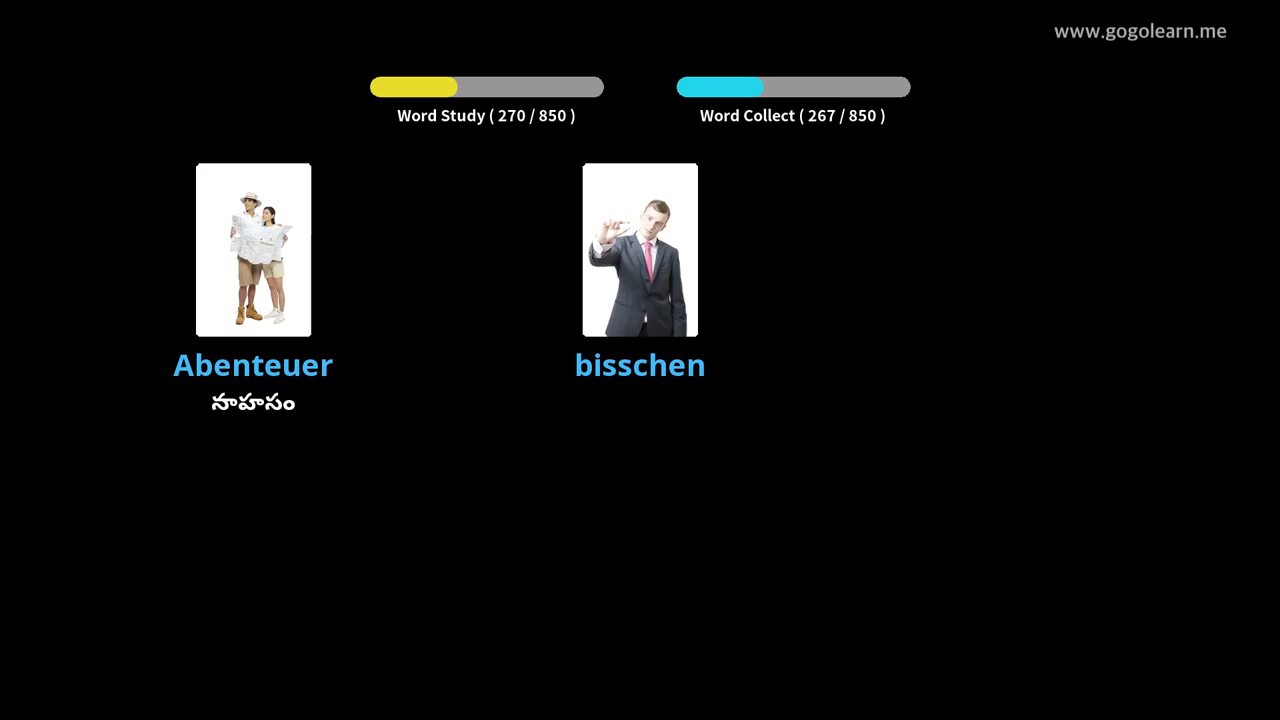 www.gogolearn.me
Word Study ( 270 / 850 )
Word Collect ( 267 / 850 )
Abenteuer
సాహసం
bisschen